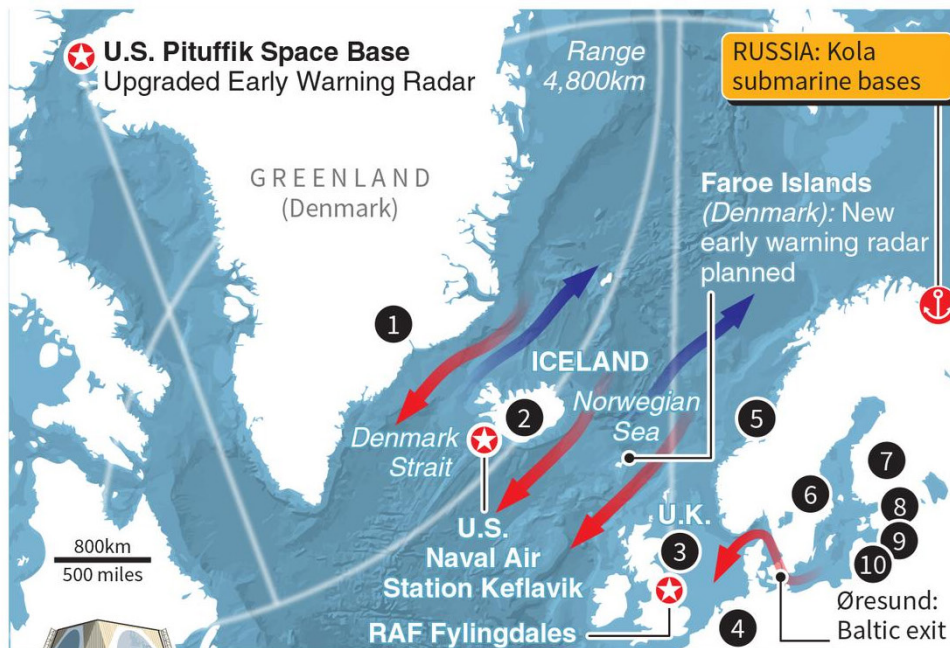 U.S. Pituffik Space Base
Upgraded Early Warning Radar
Range
4,800km
RUSSIA: Kola
submarine bases
GREENLAND
(Denmark)
Faroe Islands
(Denmark): New
early warning radar
planned
1
ICELAND
2
Denmark
Strait
Norwegian
Sea
5
7
6
8
9
10
U.S.
Naval Air
Station Keflavik
U.K.
3
800km
500 miles
RAF Fylingdales
4
Øresund:
Baltic exit